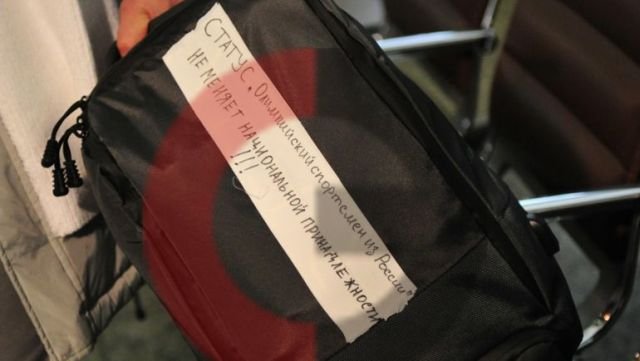 СТАТУС „Олимпийский спортсмен из России"
НЕ МЕНЯЕТ НАЦИОНАЛЬНОЙ ПРИНАДЛЕЖНОСТИ
!!!